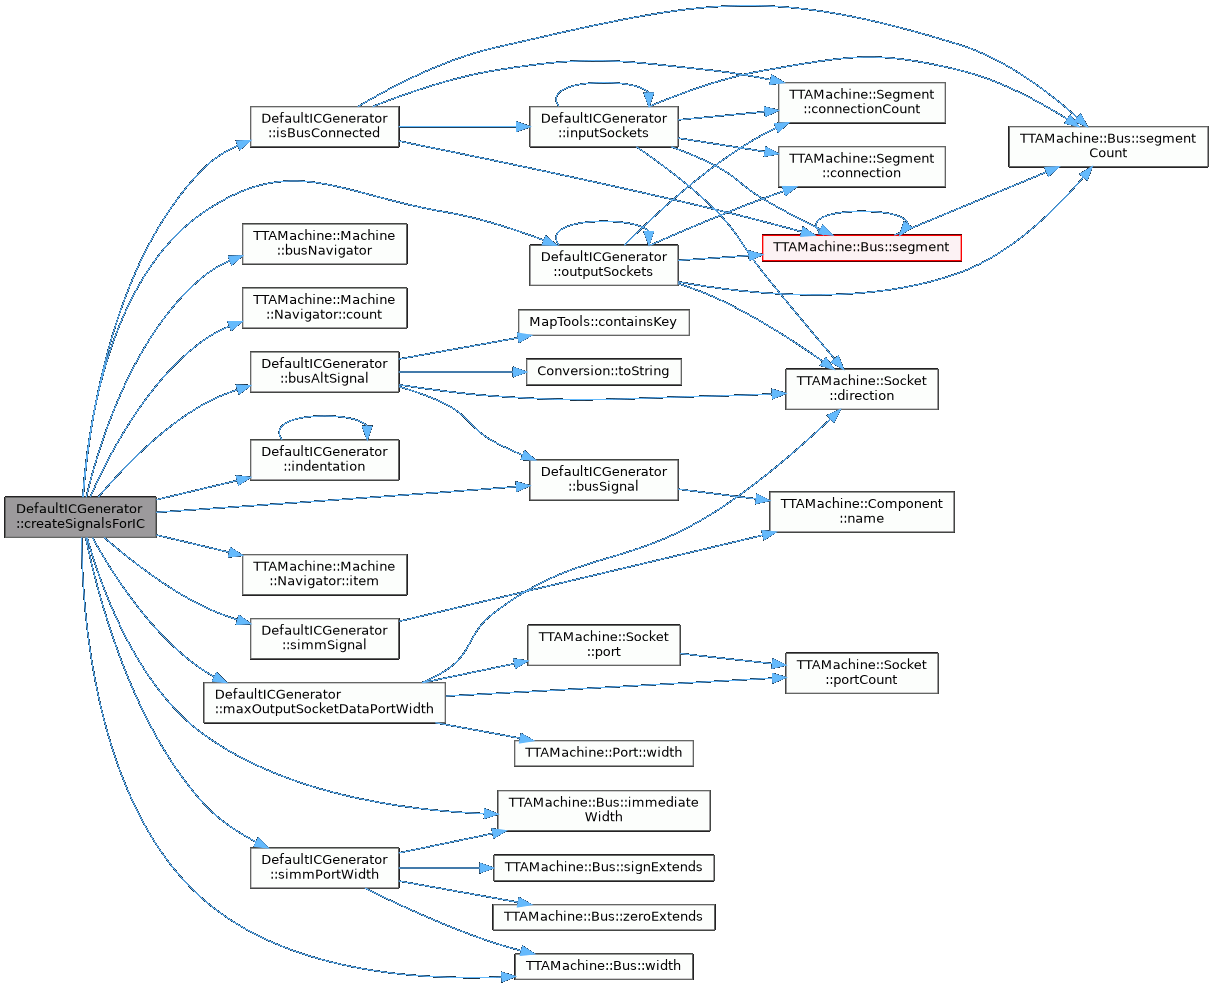 DefaultICGenerator
::createSignalsForIC
DefaultICGenerator
::isBusConnected
TTAMachine::Machine
::busNavigator
TTAMachine::Machine
::Navigator::count
DefaultICGenerator
::busAltSignal
DefaultICGenerator
::indentation
TTAMachine::Machine
::Navigator::item
DefaultICGenerator
::simmSignal
DefaultICGenerator
::maxOutputSocketDataPortWidth
DefaultICGenerator
::simmPortWidth
DefaultICGenerator
::inputSockets
DefaultICGenerator
::outputSockets
MapTools::containsKey
Conversion::toString
DefaultICGenerator
::busSignal
TTAMachine::Socket
::port
TTAMachine::Port::width
TTAMachine::Bus::immediate
Width
TTAMachine::Bus::signExtends
TTAMachine::Bus::zeroExtends
TTAMachine::Bus::width
TTAMachine::Segment
::connectionCount
TTAMachine::Segment
::connection
TTAMachine::Bus::segment
TTAMachine::Socket
::direction
TTAMachine::Component
::name
TTAMachine::Socket
::portCount
TTAMachine::Bus::segment
Count